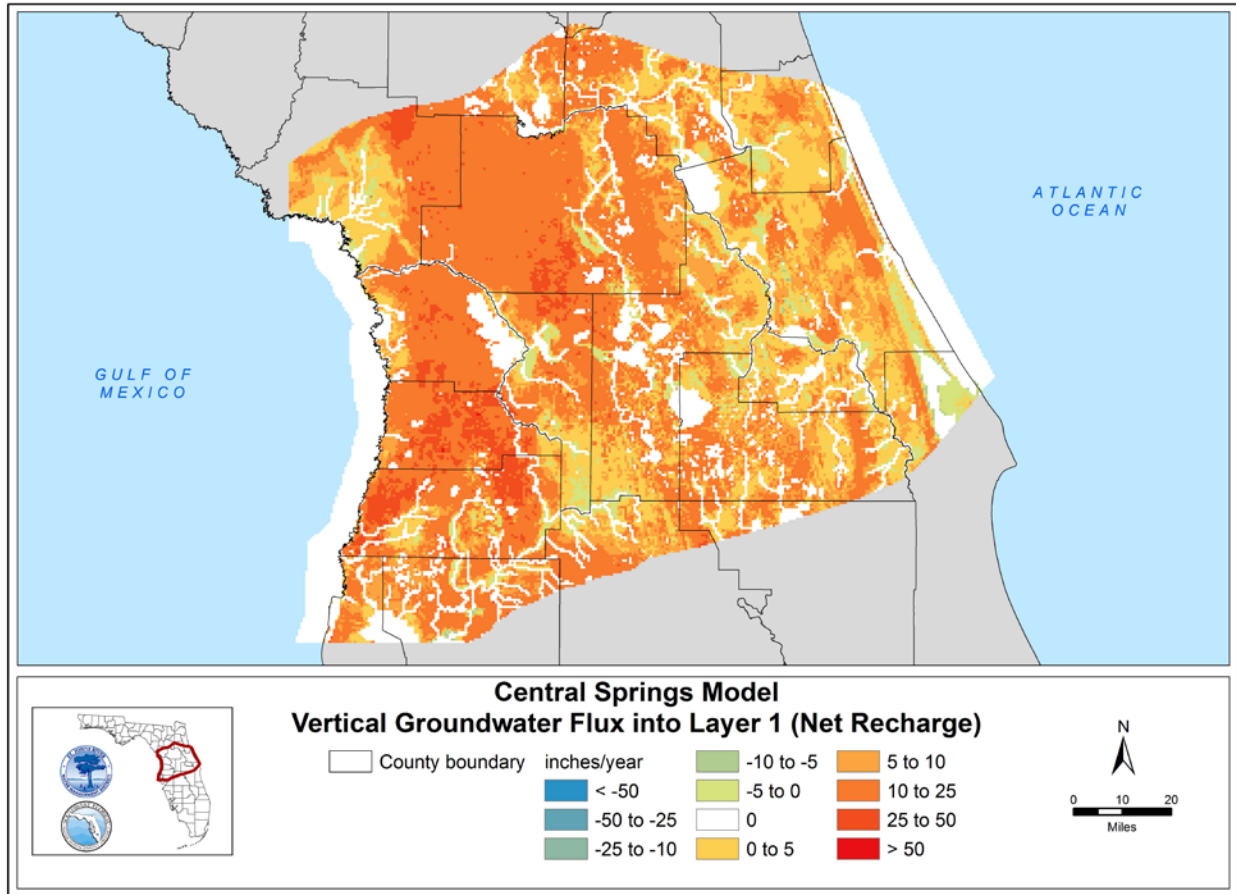 ATLANTIC
OCEAN
GULF OF
MEXICO
Central Springs Model
Vertical Groundwater Flux into Layer 1 (Net Recharge)
County boundary
inches/year
< -50
-50 to -25
-25 to -10
-10 to -5
-5 to 0
0
0 to 5
5 to 10
10 to 25
25 to 50
> 50
N
0 10 20
Miles